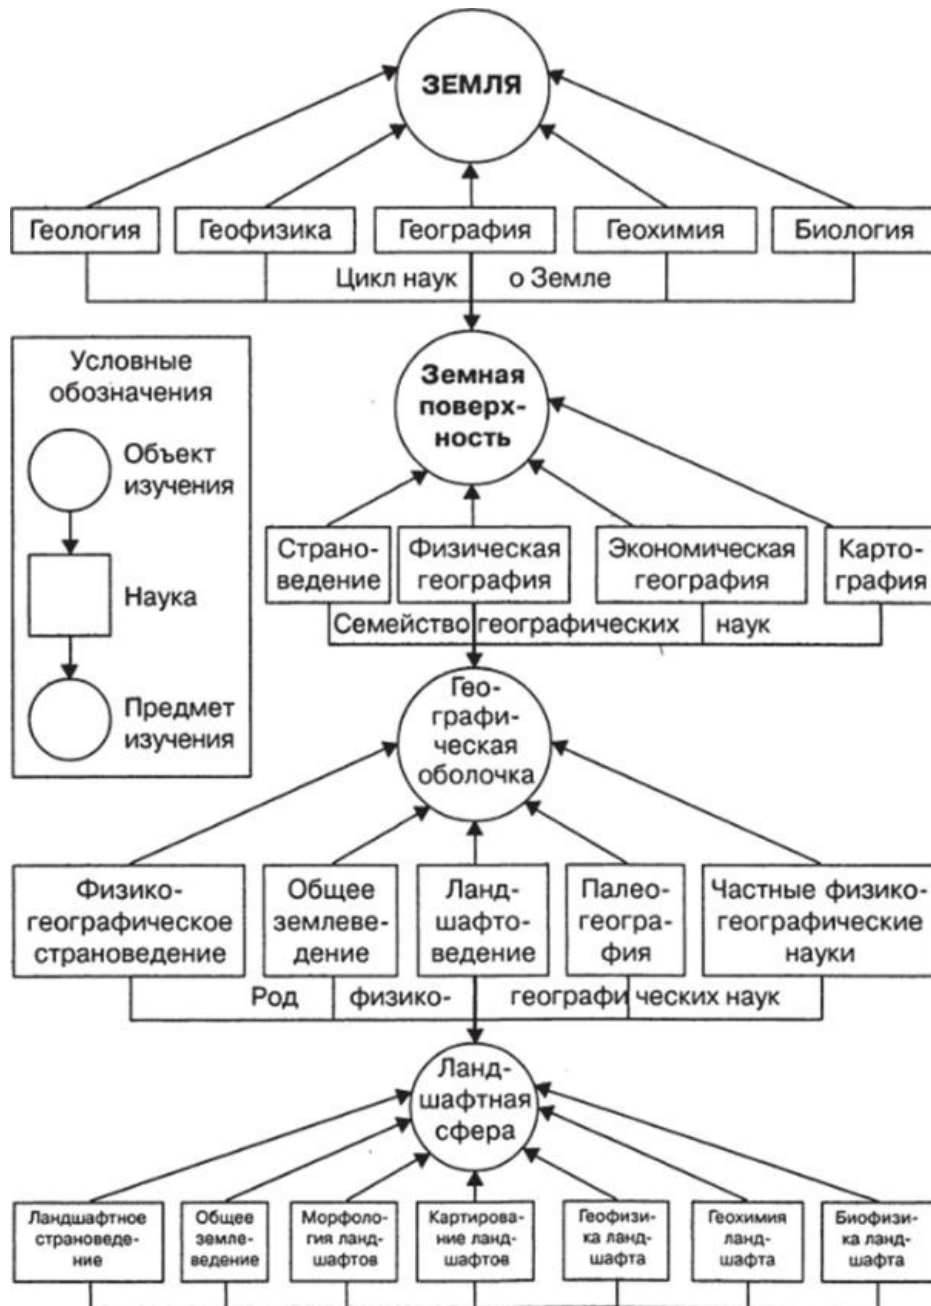 ЗЕМЛЯ
Геология
Геофизика
География
Геохимия
Биология
Цикл наук о Земле
Условные
обозначения
Объект
изучения
Наука
Предмет
изучения
Земная
поверх-
ность
Страно-
ведение
Физическая
география
Экономическая
география
Карто-
графия
Семейство географических наук
Гео-
графи-
ческая
оболочка
Физико-
географическое
страноведение
Общее
землеве-
дение
Ланд-
шафто-
ведение
Палео-
геогра-
фия
Частные физико-
географические
науки
Род физико- географических наук
Ланд-
шафтная
сфера
Ландшафтное
страноведе-
ние
Общее
земле-
ведение
Морфоло-
гия ланд-
шафтов
Картирова-
ние ланд-
шафтов
Геофизи-
ка ланд-
шафта
Геохимия
ланд-
шафта
Биофизи-
ка ланд-
шафта